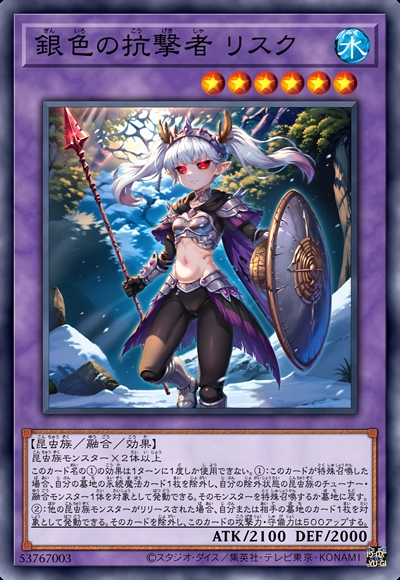 銀色の抗撃者 リスク
水
【昆虫族／融合／効果】
昆虫族モンスター×２体以上
このカード名の①の効果は１ターンに１度しか使用できない。①：このカードが特殊召喚した
場合、自分の墓地の永続魔法カード１枚を除外し、自分の除外状態の昆虫族のチューナー・
融合モンスター１体を対象として発動できる。そのモンスターを特殊召喚するか墓地に戻す。
②：他の昆虫族モンスターがリリースされた場合、自分または相手の墓地のカード１枚を対
象として発動できる。そのカードを除外し、このカードの攻撃力・守備力は５００アップする。
ATK/2100 DEF/2000
53767003
©スタジオ・ダイス／集英社・テレビ東京・KONAMI